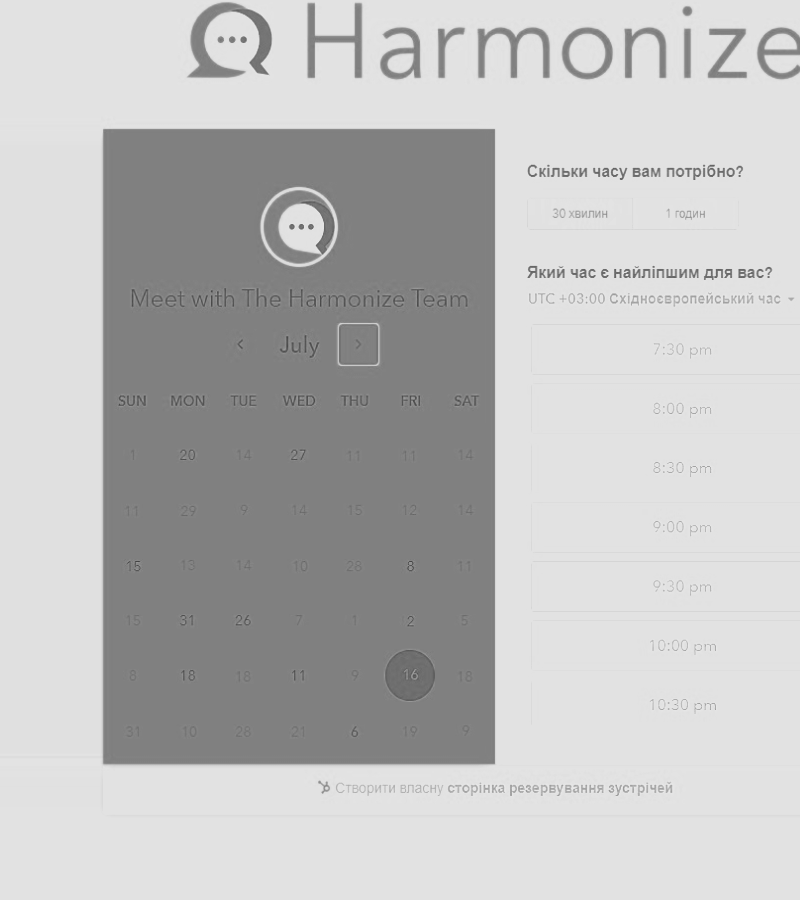 Harmonize
Meet with The Harmonize Team
July
SUN MON TUE WED THU FRI SAT
1 20 14 27 11 11 14
11 29 9 14 15 12 14
15 13 14 10 28 8 11
15 31 26 7 1 2 5
8 18 18 11 9 16 18
31 10 28 21 6 19 9
Скільки часу вам потрібно?
30 хвилин 1 годин
Який час є найліпшим для вас?
UTC +03:00 Східноєвропейський час
7:30 pm
8:00 pm
8:30 pm
9:00 pm
9:30 pm
10:00 pm
10:30 pm
Створити власну сторінка резервування зустрічей